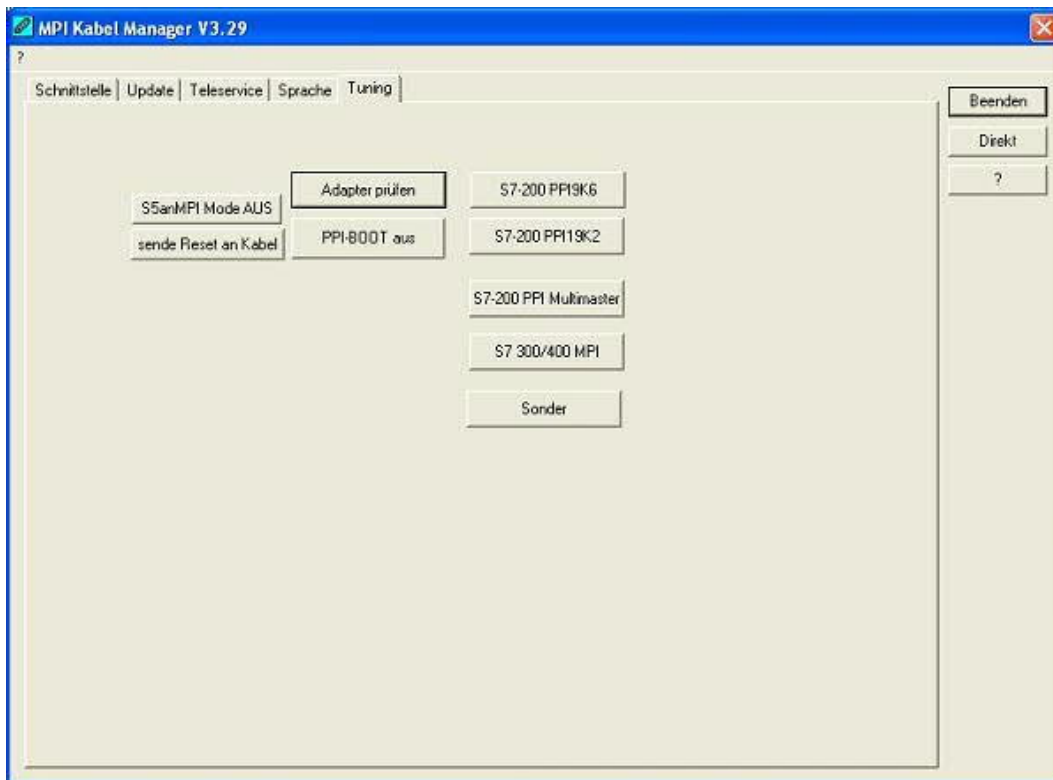 MPI Kabel Manager V3.29
?
Schnittstelle Update Teleservice Sprache Tuning
Beenden
Direkt
?
S5anMPI Mode AUS
sende Reset an Kabel
Adapter prüfen
PPI-BOOT aus
S7-200 PPI9K6
S7-200 PPI19K2
S7-200 PPI Multimaster
S7 300/400 MPI
Sonder